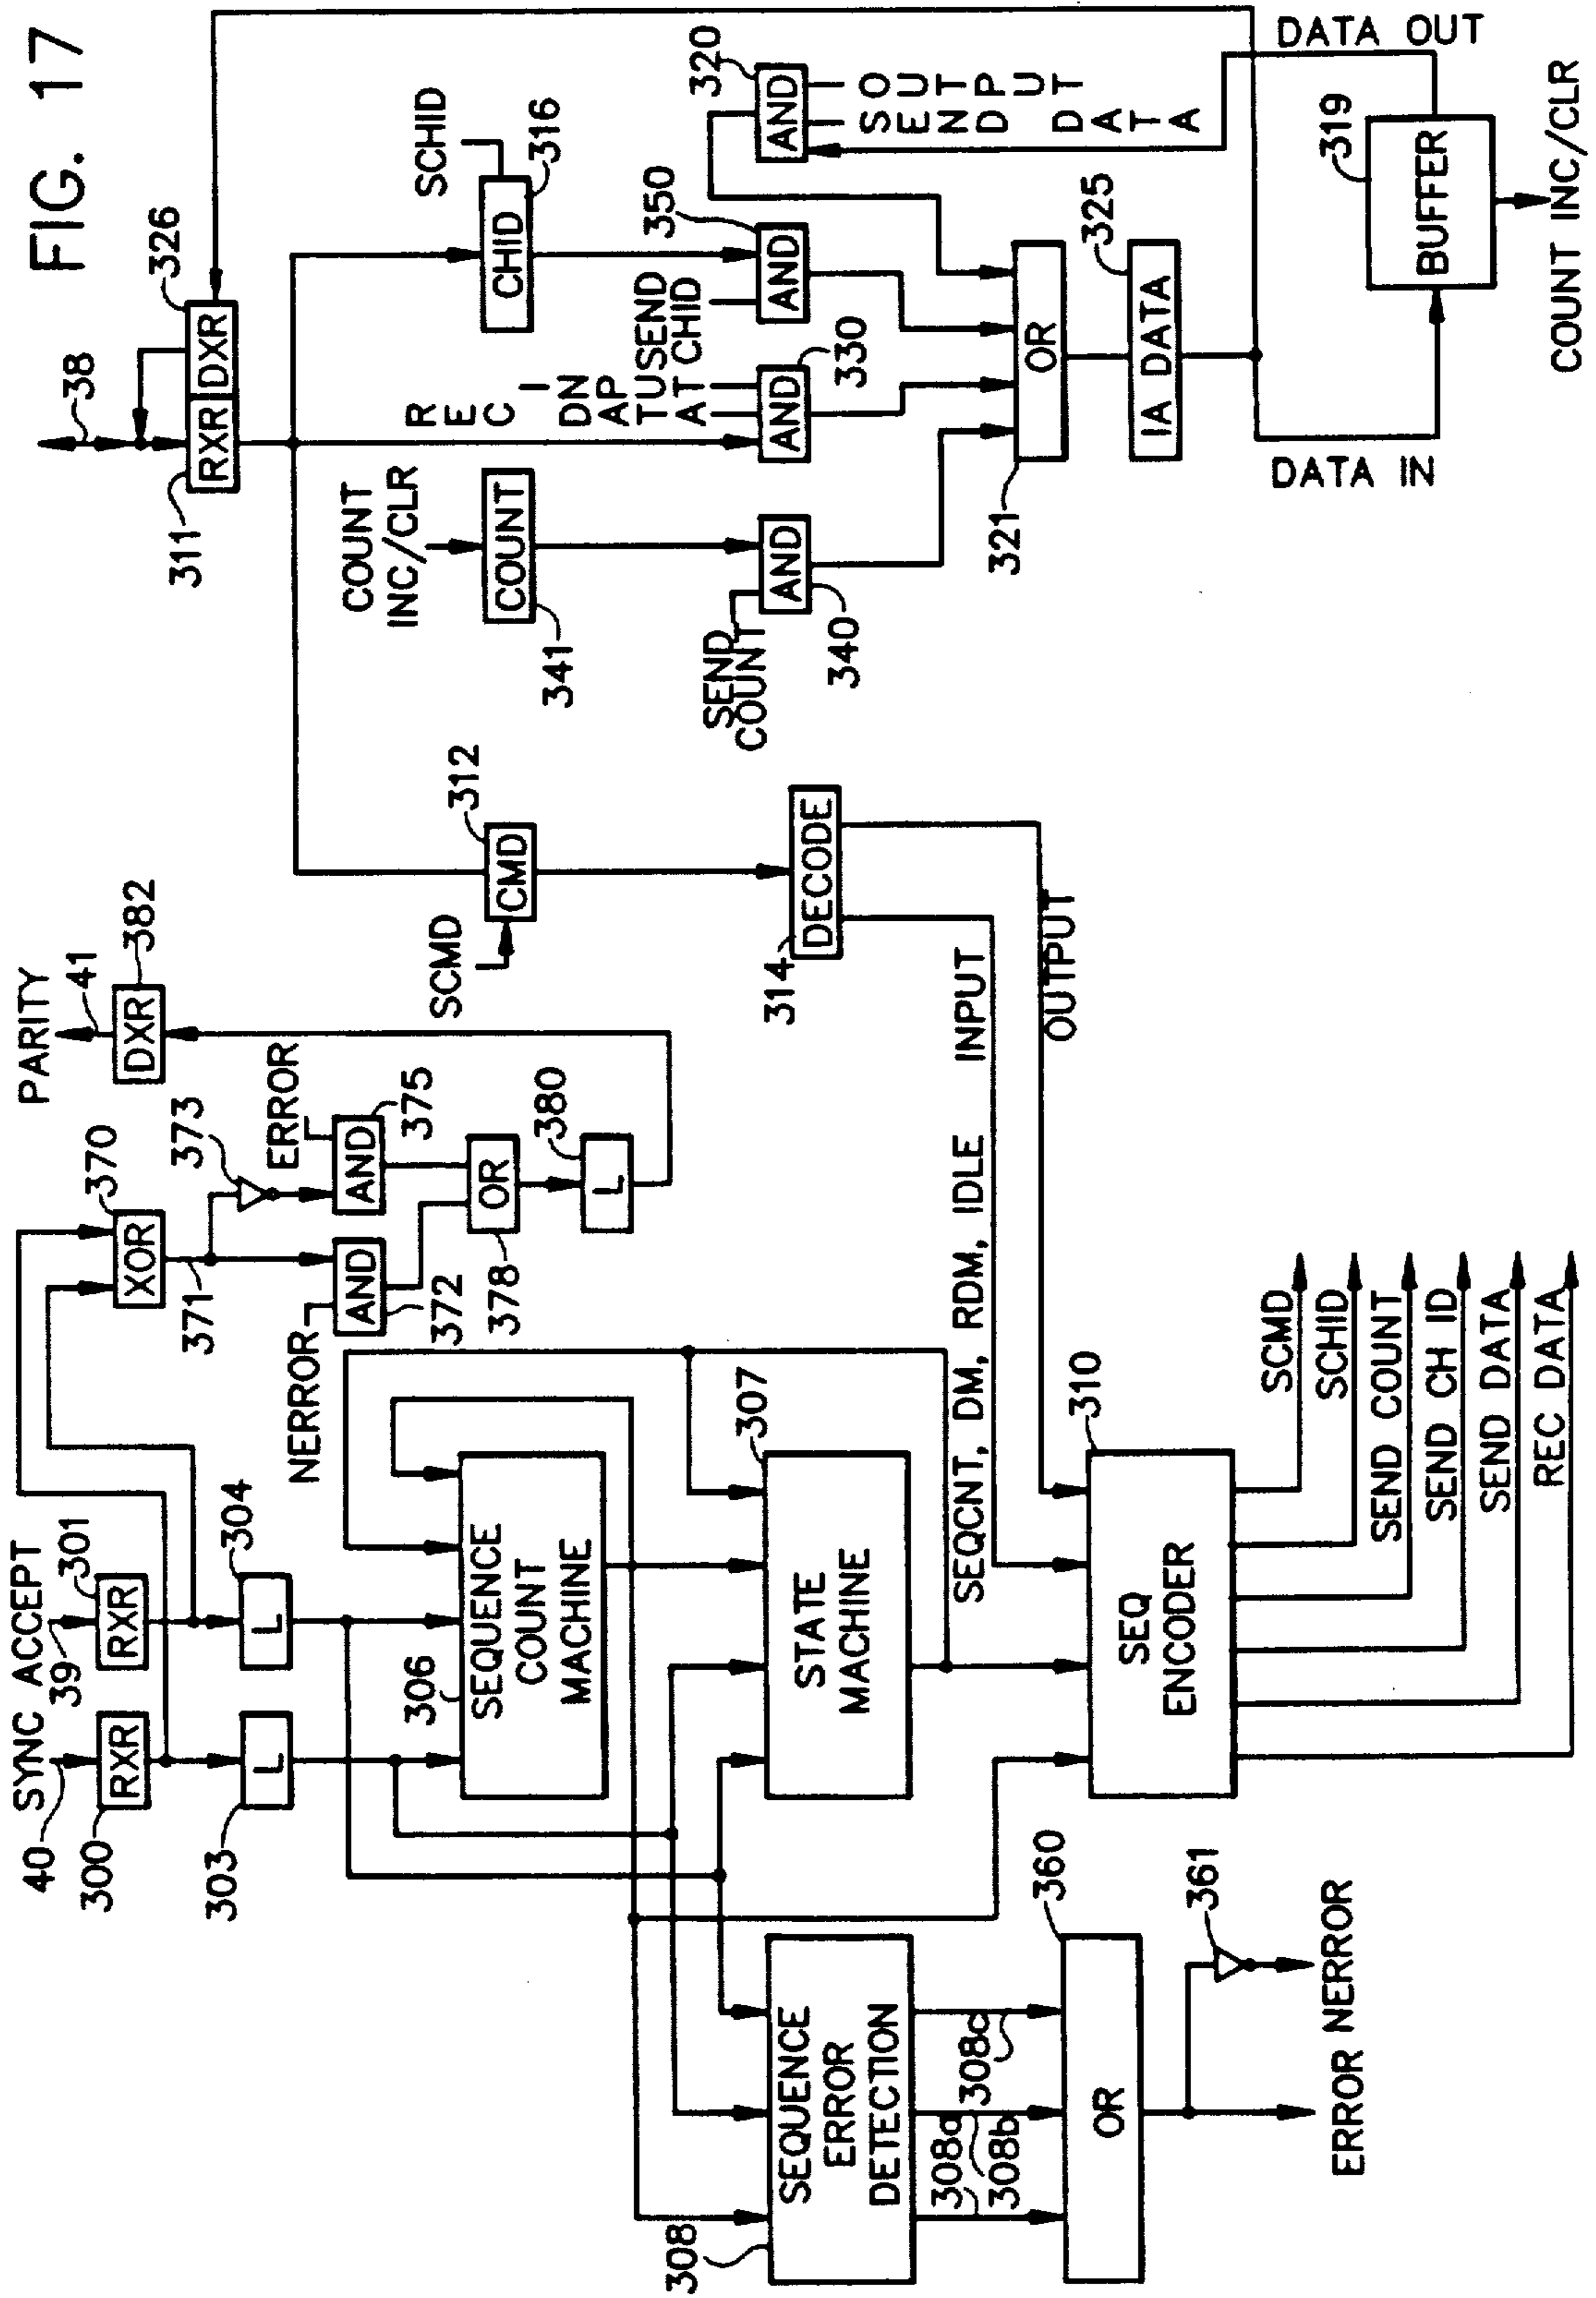 FIG. 17
SYNC ACCEPT
40
39
300
RXR
301
RXR
303
L
304
L
306
SEQUENCE
COUNT
MACHINE
307
STATE
MACHINE
308
SEQUENCE
ERROR
DETECTION
308a
308b
308c
360
OR
361
ERROR NERROR
SEQCNT, DM, RDM, IDLE
INPUT
OUTPUT
310
SEQ
ENCODER
SCMD
SCHID
SEND COUNT
SEND CH ID
SEND DATA
REC DATA
370
XOR
371
373
NERROR
ERROR
AND
372
AND
375
OR
378
380
L
PARITY
41
DXR
382
SCMD
CMD
312
314
DECODE
38
311
RXR
DXR
326
COUNT
INC/CLR
COUNT
341
SEND
COUNT
AND
340
REC DATA
INPUT
AND
330
SEND
CHID
AND
350
SCHID
CHID
316
AND
320
SEND DATA
OUTPUT
321
OR
IA DATA
325
DATA IN
DATA OUT
BUFFER
319
COUNT INC/CLR